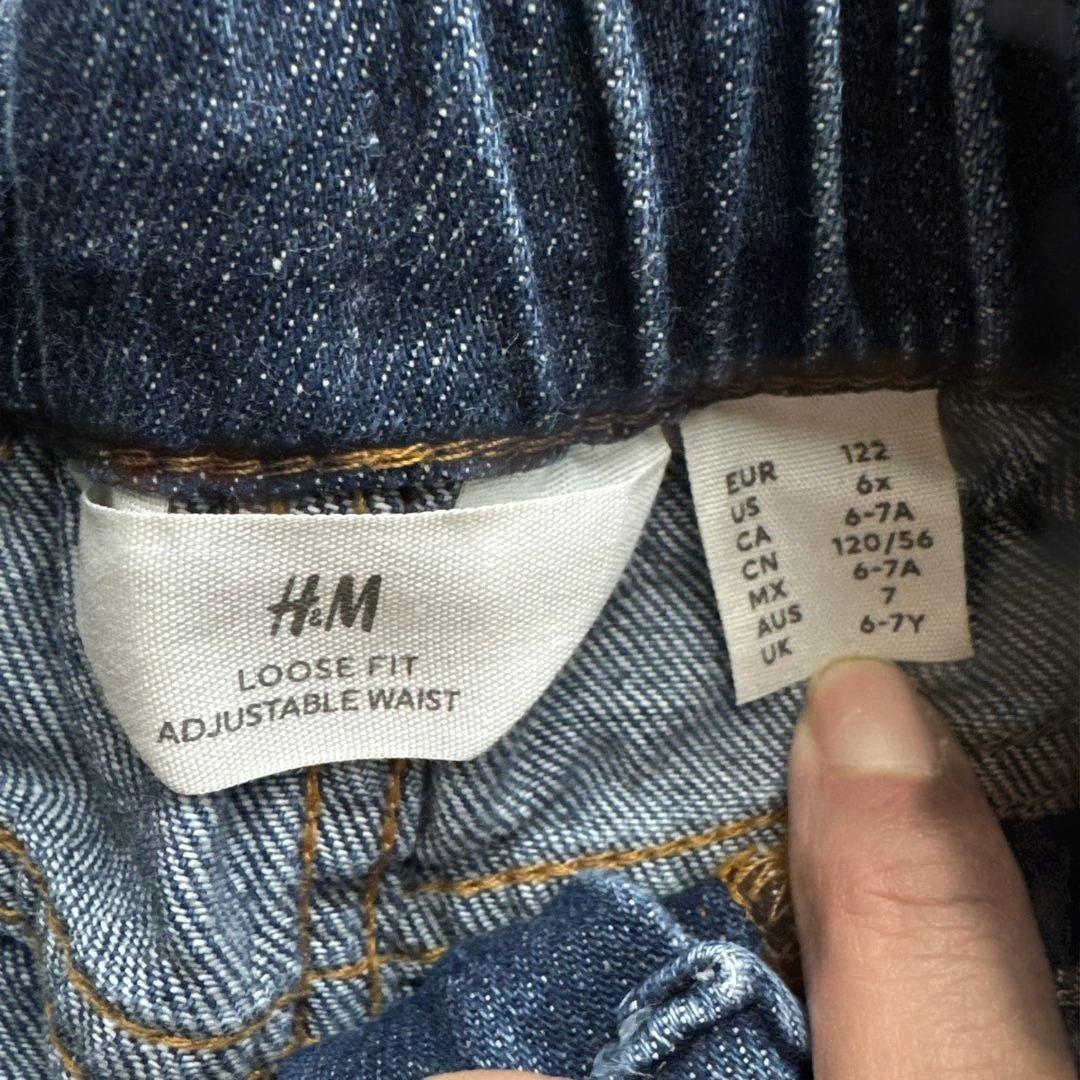 H&M
LOOSE FIT
ADJUSTABLE WAIST
EUR 122
US 6x
CA 6-7A
CN 120/56
MX 6-7A
AUS 7
UK 6-7Y